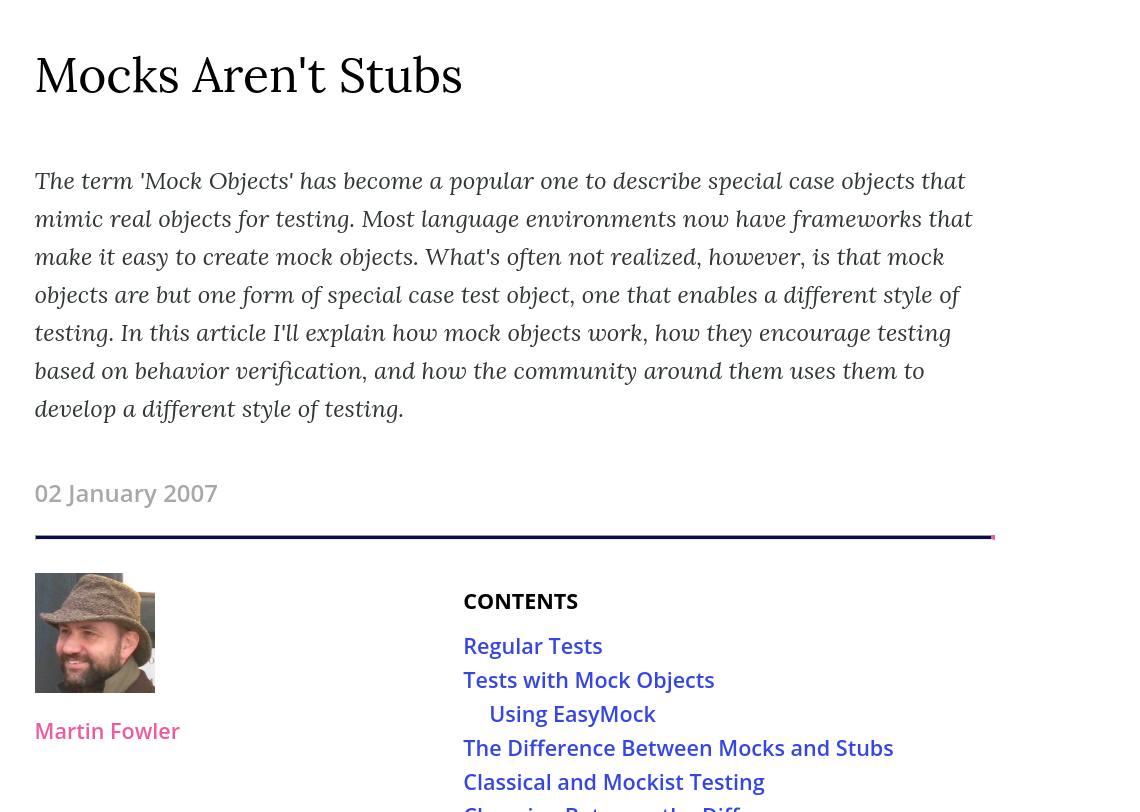 Mocks Aren't Stubs
The term 'Mock Objects' has become a popular one to describe special case objects that
mimic real objects for testing. Most language environments now have frameworks that
make it easy to create mock objects. What's often not realized, however, is that mock
objects are but one form of special case test object, one that enables a different style of
testing. In this article I'll explain how mock objects work, how they encourage testing
based on behavior verification, and how the community around them uses them to
develop a different style of testing.
02 January 2007
Martin Fowler
CONTENTS
Regular Tests
Tests with Mock Objects
Using EasyMock
The Difference Between Mocks and Stubs
Classical and Mockist Testing